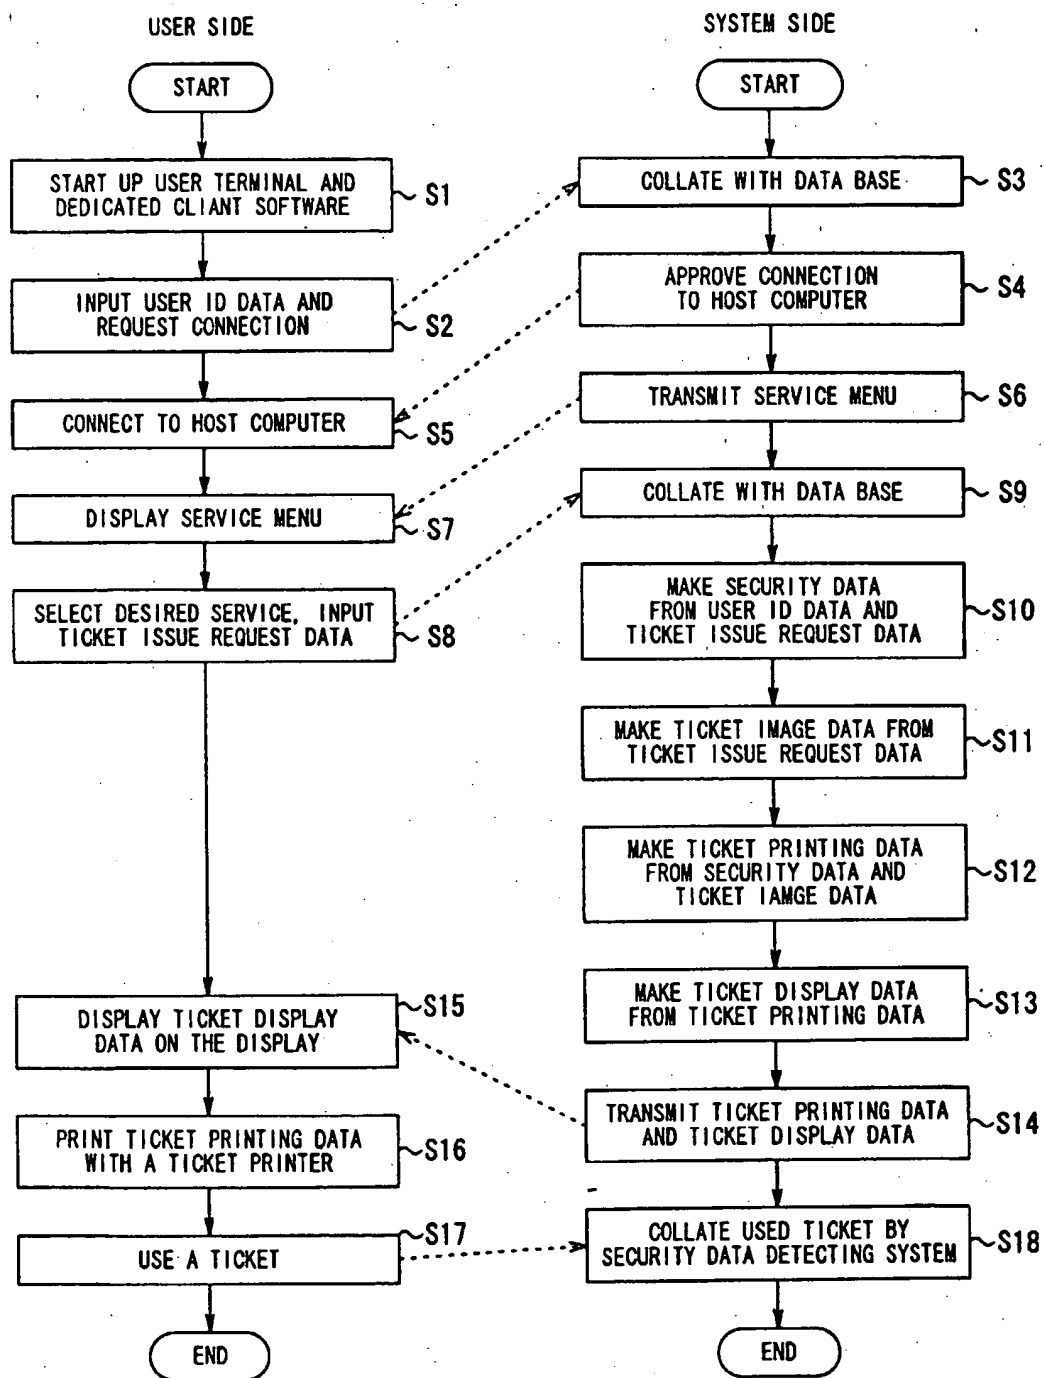 USER SIDE
START
START UP USER TERMINAL AND
DEDICATED CLIANT SOFTWARE
S1
INPUT USER ID DATA AND
REQUEST CONNECTION
S2
CONNECT TO HOST COMPUTER
S5
DISPLAY SERVICE MENU
S7
SELECT DESIRED SERVICE, INPUT
TICKET ISSUE REQUEST DATA
S8
DISPLAY TICKET DISPLAY
DATA ON THE DISPLAY
S15
PRINT TICKET PRINTING DATA
WITH A TICKET PRINTER
S16
USE A TICKET
S17
END
SYSTEM SIDE
START
COLLATE WITH DATA BASE
S3
APPROVE CONNECTION
TO HOST COMPUTER
S4
TRANSMIT SERVICE MENU
S6
COLLATE WITH DATA BASE
S9
MAKE SECURITY DATA
FROM USER ID DATA AND
TICKET ISSUE REQUEST DATA
S10
MAKE TICKET IMAGE DATA FROM
TICKET ISSUE REQUEST DATA
S11
MAKE TICKET PRINTING DATA
FROM SECURITY DATA AND
TICKET IAMGE DATA
S12
MAKE TICKET DISPLAY DATA
FROM TICKET PRINTING DATA
S13
TRANSMIT TICKET PRINTING DATA
AND TICKET DISPLAY DATA
S14
COLLATE USED TICKET BY
SECURITY DATA DETECTING SYSTEM
S18
END